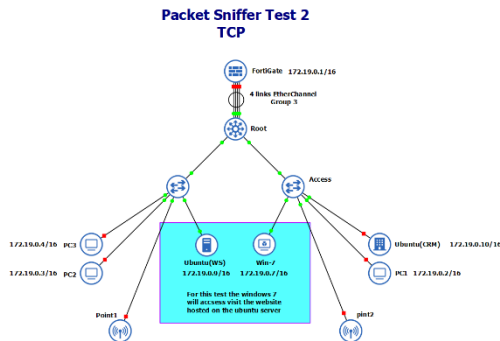 Packet Sniffer Test 2
TCP
FortiGate 172.19.0.1/16
4 links EtherChannel
Group 3
Root
Access
172.19.0.4/16 PC3
Ubuntu(WS) Win-7
Ubuntu(CRM) 172.19.0.10/16
172.19.0.3/16 PC2
172.19.0.9/16 172.19.0.7/16
PC1 172.19.0.2/16
For this test the windows 7
will accsess visit the website
hosted on the ubuntu server
Point1
pint2